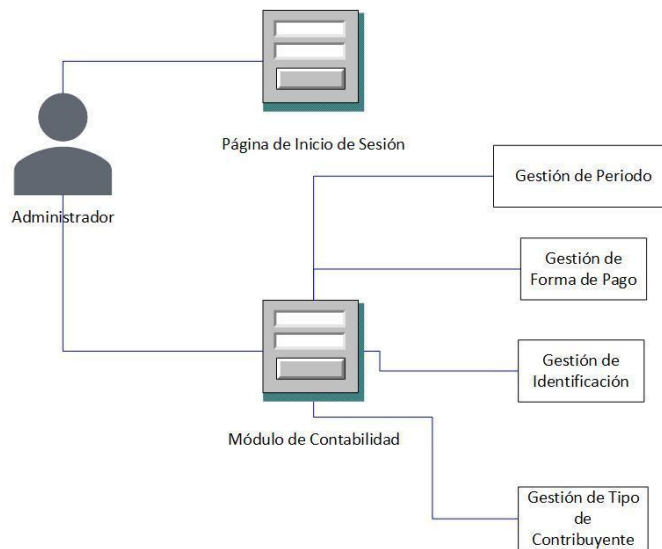 Página de Inicio de Sesión
Administrador
Gestión de Periodo
Gestión de
Forma de Pago
Gestión de
Identificación
Módulo de Contabilidad
Gestión de Tipo
de
Contribuyente